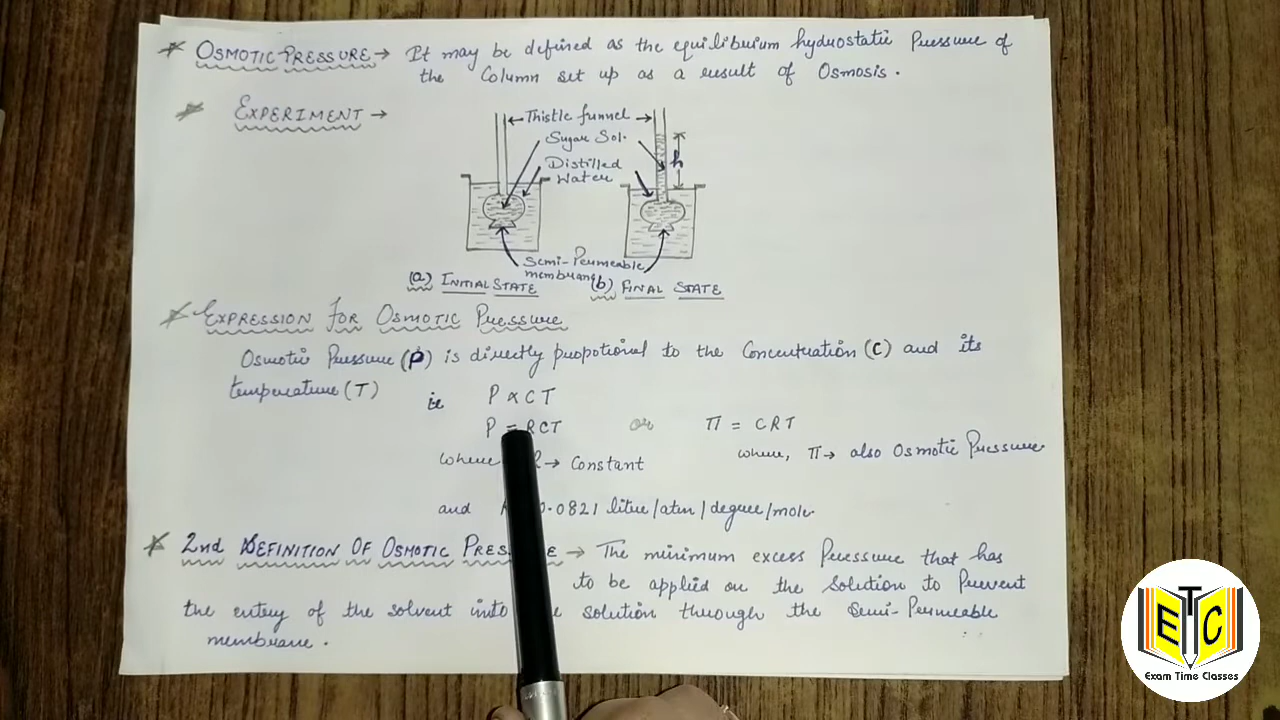 * OSMOTIC PRESSURE → It may be defined as the equilibrium hydrostatic Pressure of
the Column set up as a result of Osmosis.
* EXPERIMENT →
← Thistle funnel →
Sugar Sol.
h
Distilled
Water
Semi-Permeable
membrane
(a) INITIAL STATE (b) FINAL STATE
* EXPRESSION FOR OSMOTIC PRESSURE
Osmotic Pressure (P) is directly propotional to the Concentration (C) and its
temperature (T)
ie P ∝ CT
P = RCT or π = CRT
where → Constant where, π → also Osmotic Pressure
and 0.0821 litre/atm/degree/mole
* 2nd DEFINITION OF OSMOTIC PRESSURE → The minimum excess Pressure that has
to be applied on the Solution to Prevent
the entry of the solvent into solution through the Semi-Permeable
membrane.
ETC
Exam Time Classes